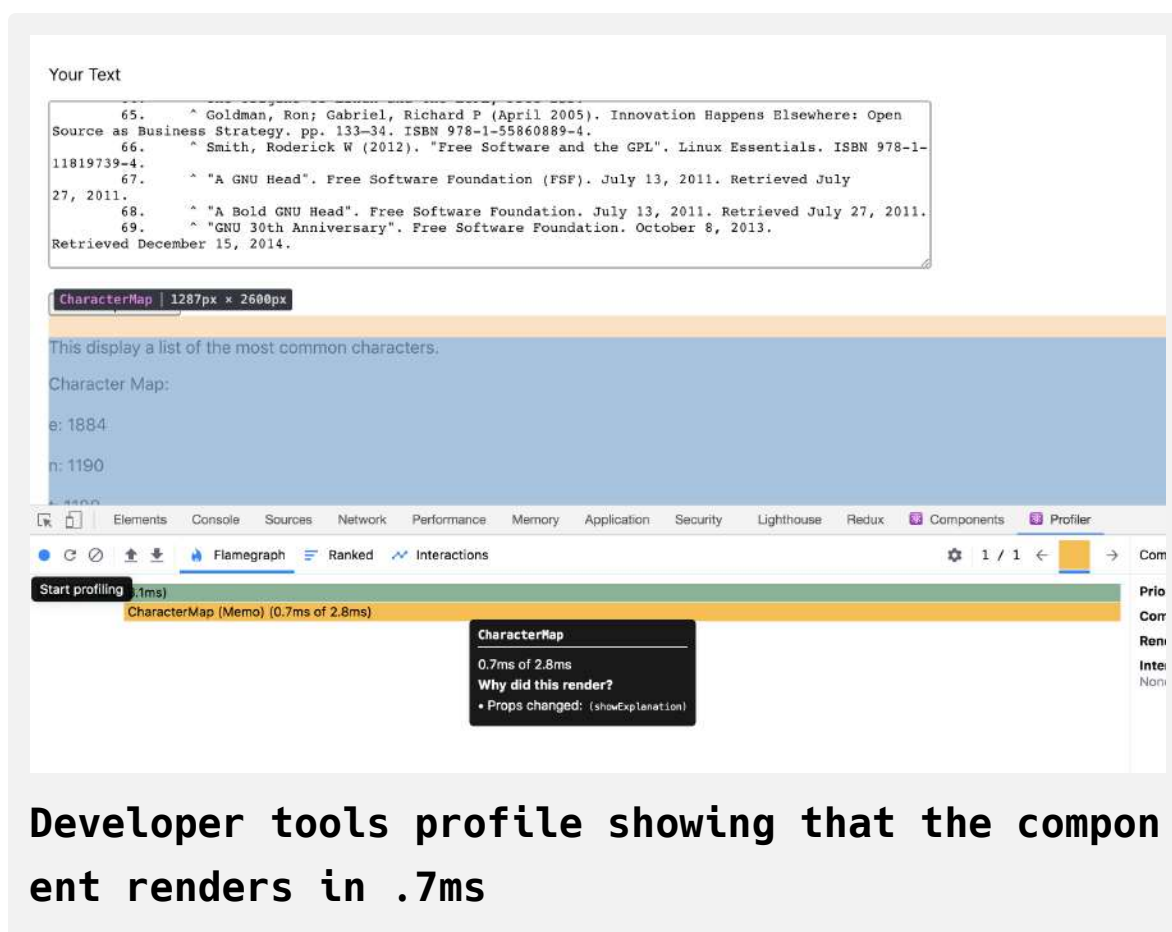 Your Text
65. ^ Goldman, Ron; Gabriel, Richard P (April 2005). Innovation Happens Elsewhere: Open
Source as Business Strategy. pp. 133–34. ISBN 978-1-55860889-4.
66. ^ Smith, Roderick W (2012). "Free Software and the GPL". Linux Essentials. ISBN 978-1-
11819739-4.
67. ^ "A GNU Head". Free Software Foundation (FSF). July 13, 2011. Retrieved July
27, 2011.
68. ^ "A Bold GNU Head". Free Software Foundation. July 13, 2011. Retrieved July 27, 2011.
69. ^ "GNU 30th Anniversary". Free Software Foundation. October 8, 2013.
Retrieved December 15, 2014.
CharacterMap | 1287px × 2600px
This display a list of the most common characters.
Character Map:
e: 1884
n: 1190
Elements Console Sources Network Performance Memory Application Security Lighthouse Redux Components Profiler
Flamegraph Ranked Interactions 1 / 1 Com
Start profiling .1ms) Prio
CharacterMap (Memo) (0.7ms of 2.8ms) Com
CharacterMap Ren
0.7ms of 2.8ms Inte
Why did this render? Non
• Props changed: (showExplanation)
Developer tools profile showing that the compon
ent renders in .7ms